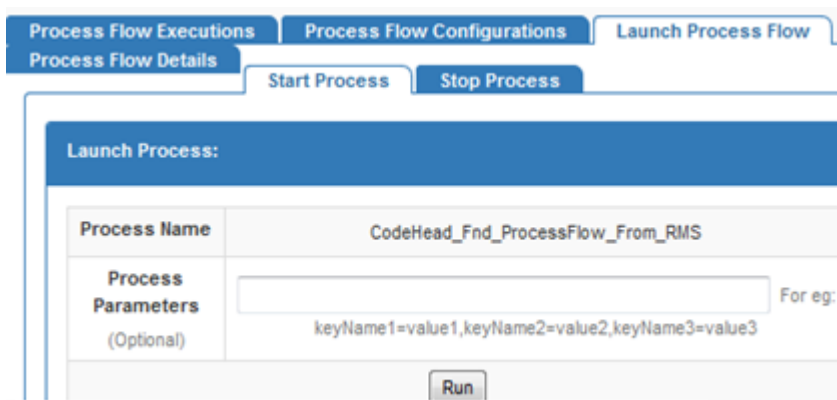 Process Flow Executions Process Flow Configurations Launch Process Flow
Process Flow Details
Start Process Stop Process
Launch Process:
Process Name CodeHead_Fnd_ProcessFlow_From_RMS
Process
Parameters
(Optional)
For eg:
keyName1=value1,keyName2=value2,keyName3=value3
Run